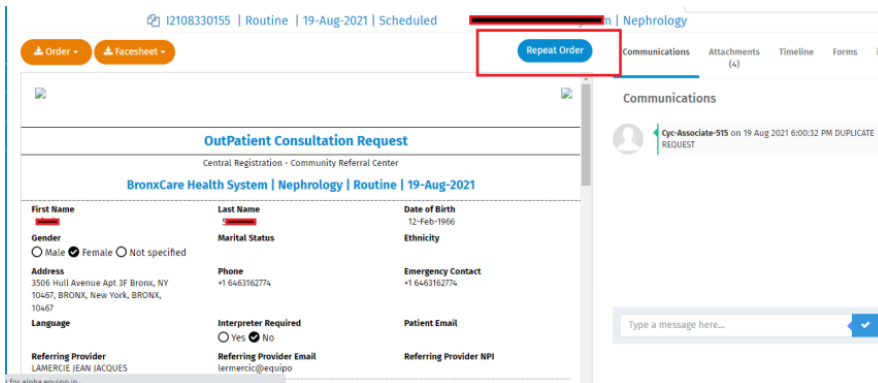 I2108330155 | Routine | 19-Aug-2021 | Scheduled m | Nephrology
Order Facesheet Repeat Order
Communications Attachments (4) Timeline Forms
Communications
Cyc-Associate-515 on 19 Aug 2021 6:00:32 PM DUPLICATE
REQUEST
OutPatient Consultation Request
Central Registration - Community Referral Center
BronxCare Health System | Nephrology | Routine | 19-Aug-2021
First Name Last Name Date of Birth
12-Feb-1966
Gender Marital Status Ethnicity
Male Female Not specified
Address Phone Emergency Contact
3506 Hull Avenue Apt 3F Bronx, NY +1 6463162774 +1 6463162774
10467, BRONX, New York, BRONX,
10467
Language Interpreter Required Patient Email
Yes No
Referring Provider Referring Provider Email Referring Provider NPI
LAMERCIE JEAN JACQUES lermercic@equipo
Type a message here...